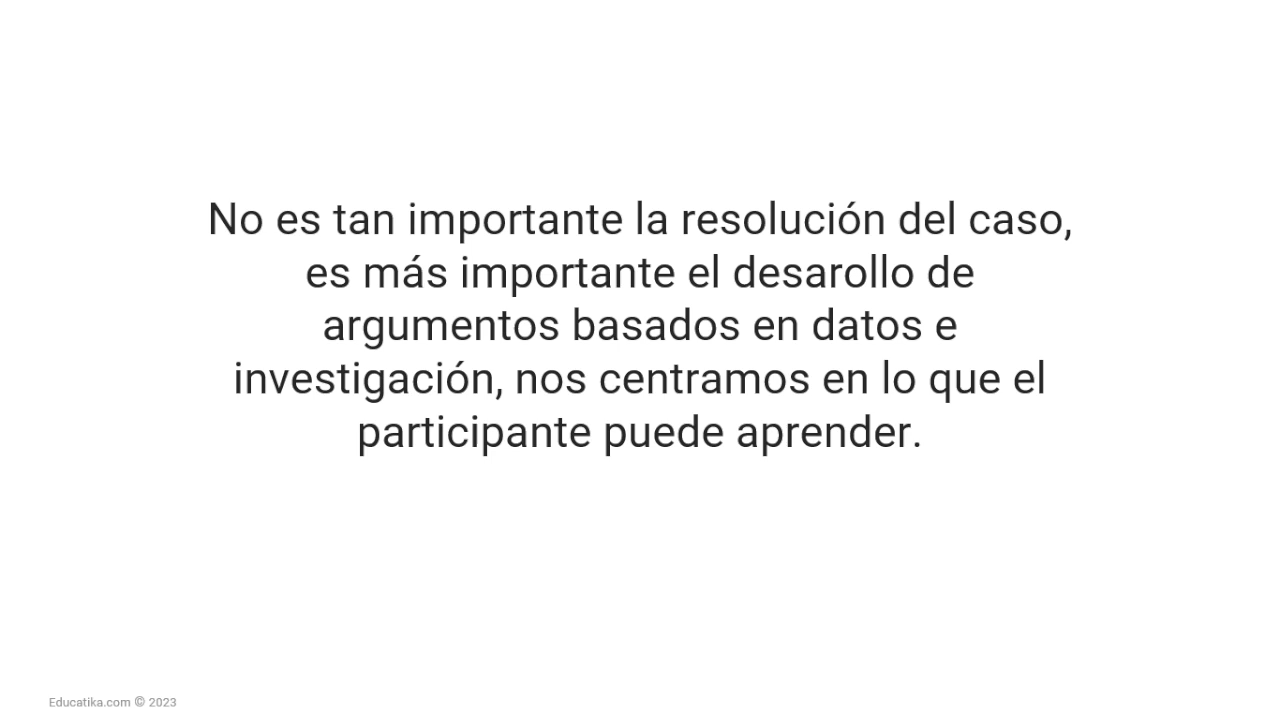 No es tan importante la resolución del caso,
es más importante el desarollo de
argumentos basados en datos e
investigación, nos centramos en lo que el
participante puede aprender.
Educatika.com © 2023